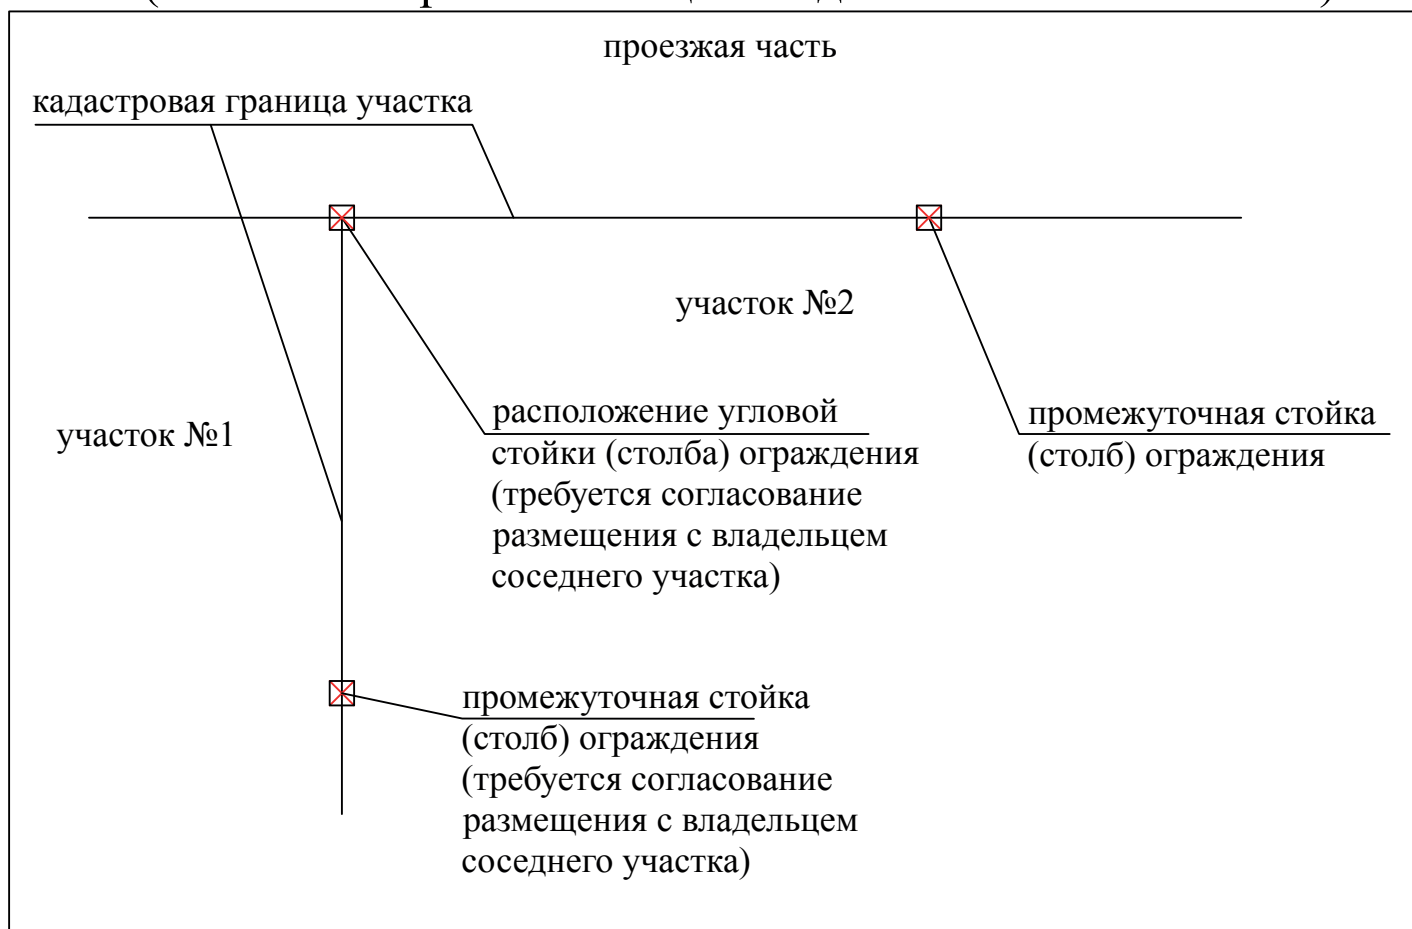 проезжая часть
кадастровая граница участка
участок №2
расположение угловой
стойки (столба) ограждения
(требуется согласование
размещения с владельцем
соседнего участка)
промежуточная стойка
(столб) ограждения
участок №1
промежуточная стойка
(столб) ограждения
(требуется согласование
размещения с владельцем
соседнего участка)